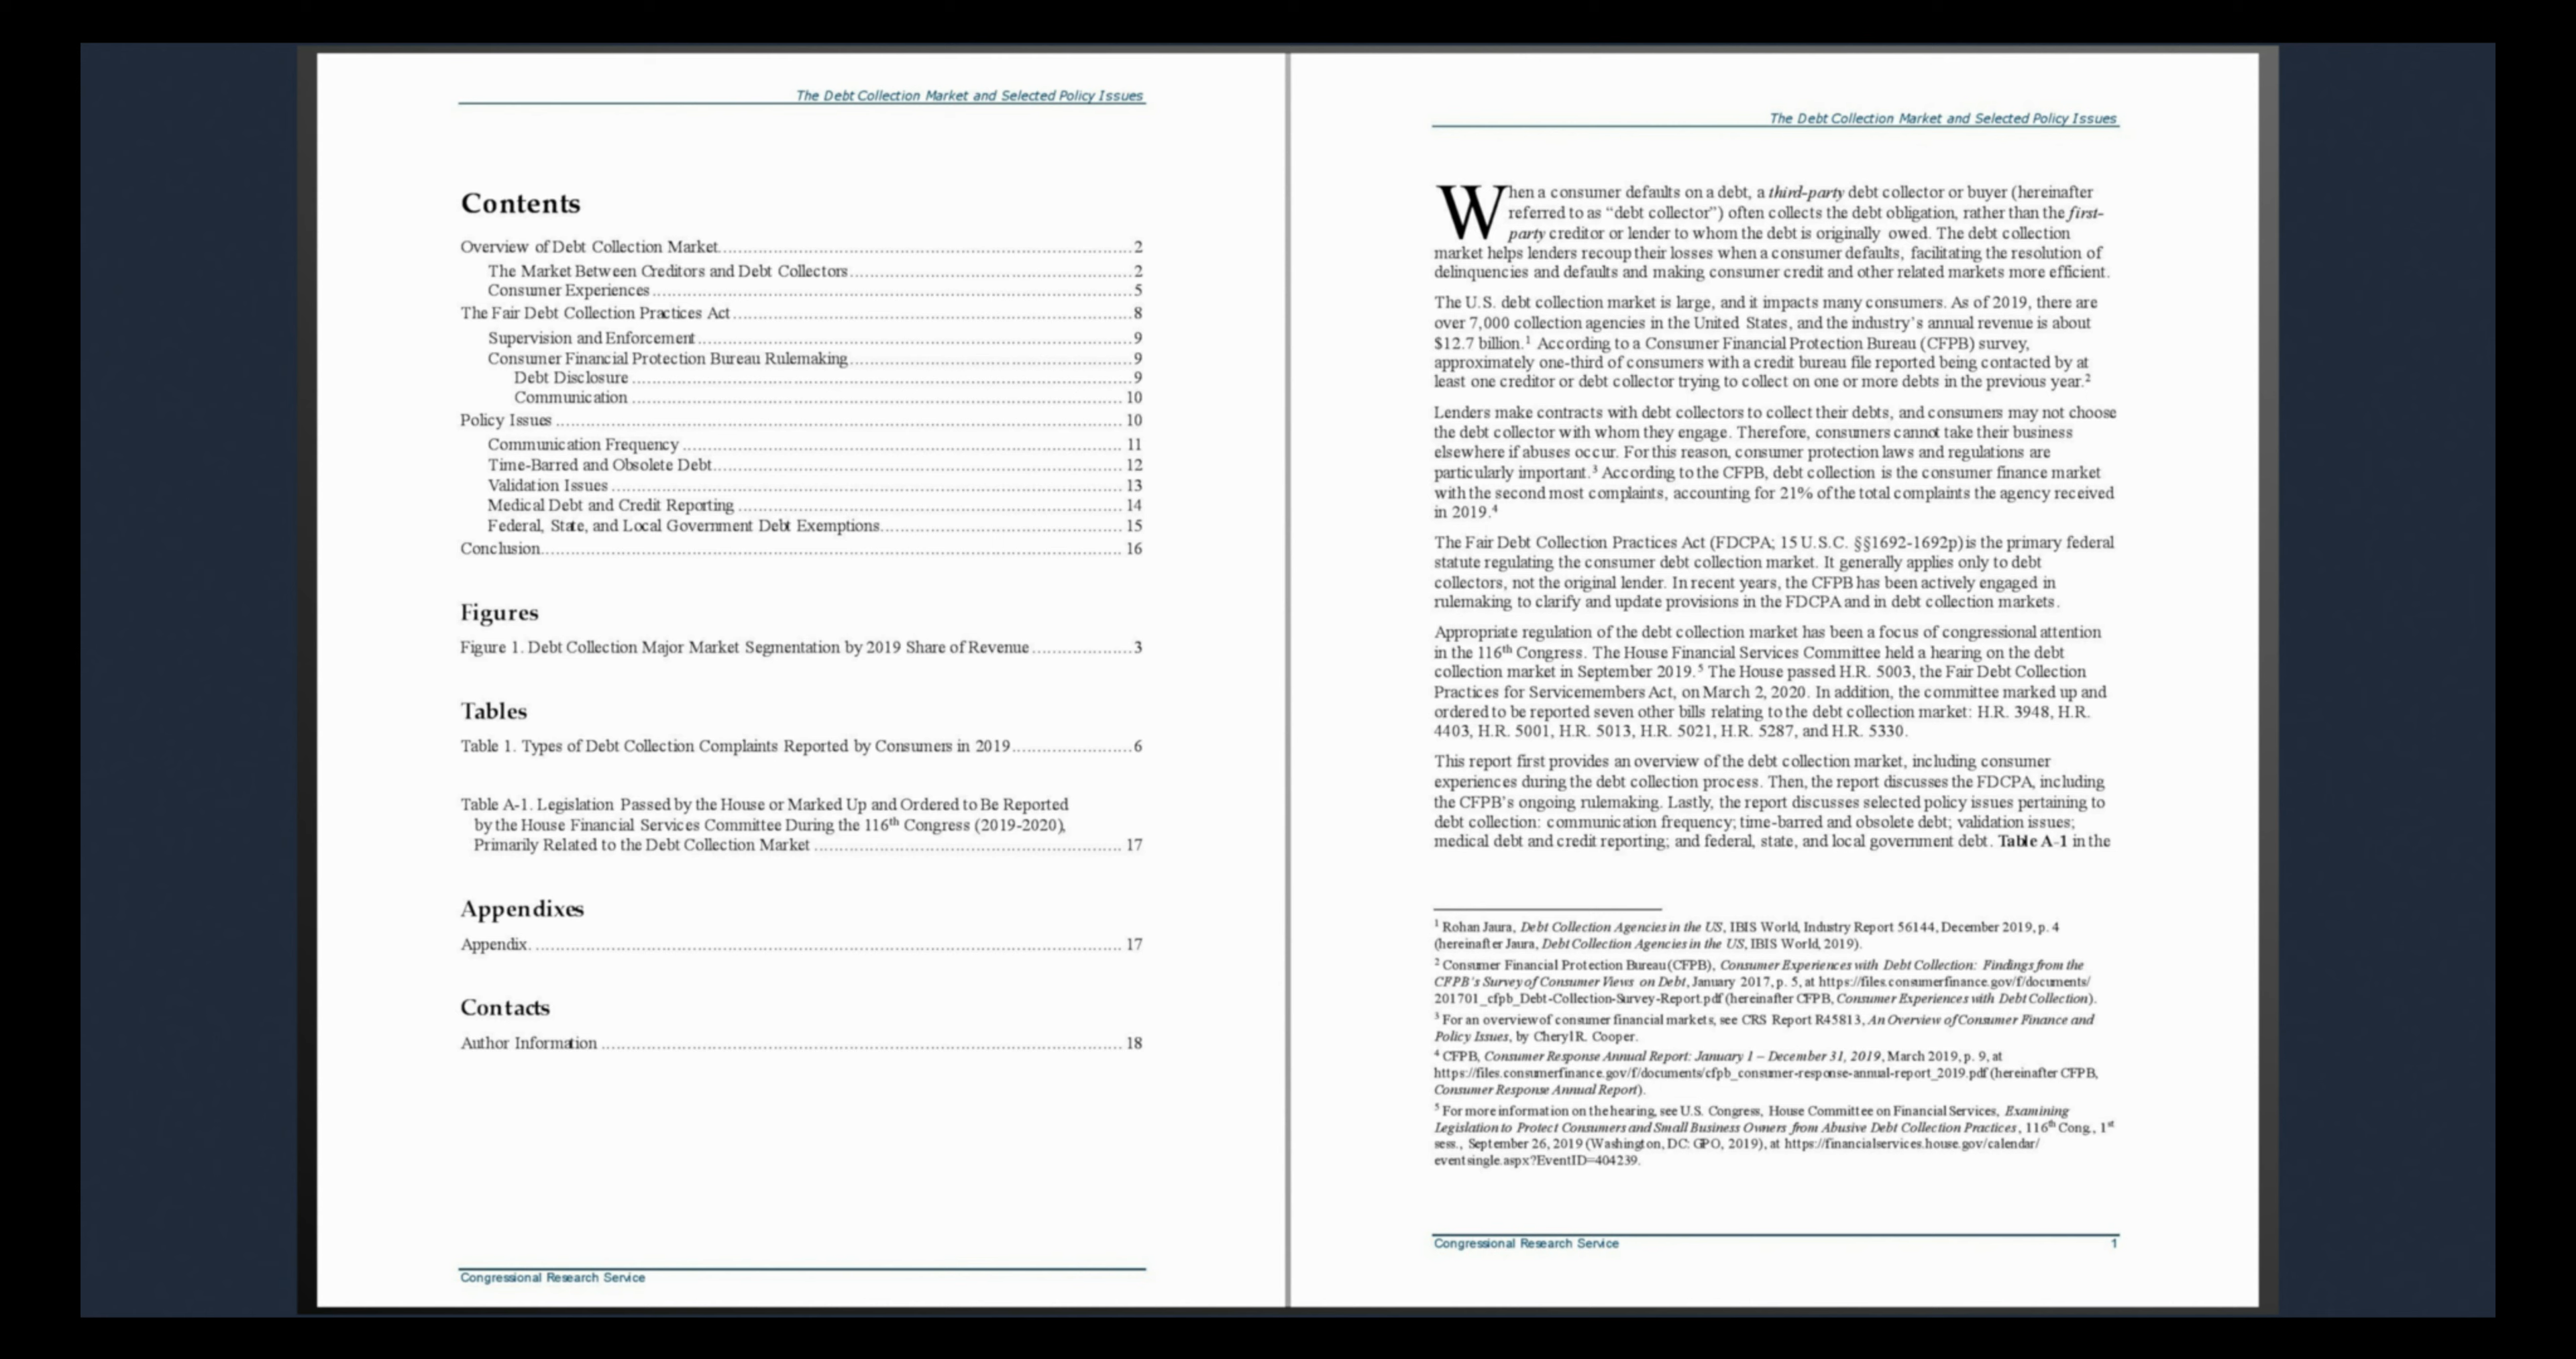 The Debt Collection Market and Selected Policy Issues
Contents
Overview of Debt Collection Market ... 2
The Market Between Creditors and Debt Collectors ... 2
Consumer Experiences ... 5
The Fair Debt Collection Practices Act ... 8
Supervision and Enforcement ... 9
Consumer Financial Protection Bureau Rulemaking ... 9
Debt Disclosure ... 9
Communication ... 10
Policy Issues ... 10
Communication Frequency ... 11
Time-Barred and Obsolete Debt ... 12
Validation Issues ... 13
Medical Debt and Credit Reporting ... 14
Federal, State, and Local Government Debt Exemptions ... 15
Conclusion ... 16
Figures
Figure 1. Debt Collection Major Market Segmentation by 2019 Share of Revenue ... 3
Tables
Table 1. Types of Debt Collection Complaints Reported by Consumers in 2019 ... 6
Table A-1. Legislation Passed by the House or Marked Up and Ordered to Be Reported
by the House Financial Services Committee During the 116th Congress (2019-2020),
Primarily Related to the Debt Collection Market ... 17
Appendixes
Appendix. ... 17
Contacts
Author Information ... 18
Congressional Research Service
The Debt Collection Market and Selected Policy Issues
When a consumer defaults on a debt, a third-party debt collector or buyer (hereinafter
referred to as “debt collector”) often collects the debt obligation, rather than the first-
party creditor or lender to whom the debt is originally owed. The debt collection
market helps lenders recoup their losses when a consumer defaults, facilitating the resolution of
delinquencies and defaults and making consumer credit and other related markets more efficient.
The U.S. debt collection market is large, and it impacts many consumers. As of 2019, there are
over 7,000 collection agencies in the United States, and the industry’s annual revenue is about
$12.7 billion.1 According to a Consumer Financial Protection Bureau (CFPB) survey,
approximately one-third of consumers with a credit bureau file reported being contacted by at
least one creditor or debt collector trying to collect on one or more debts in the previous year.2
Lenders make contracts with debt collectors to collect their debts, and consumers may not choose
the debt collector with whom they engage. Therefore, consumers cannot take their business
elsewhere if abuses occur. For this reason, consumer protection laws and regulations are
particularly important.3 According to the CFPB, debt collection is the consumer finance market
with the second most complaints, accounting for 21% of the total complaints the agency received
in 2019.4
The Fair Debt Collection Practices Act (FDCPA; 15 U.S.C. §§1692-1692p) is the primary federal
statute regulating the consumer debt collection market. It generally applies only to debt
collectors, not the original lender. In recent years, the CFPB has been actively engaged in
rulemaking to clarify and update provisions in the FDCPA and in debt collection markets.
Appropriate regulation of the debt collection market has been a focus of congressional attention
in the 116th Congress. The House Financial Services Committee held a hearing on the debt
collection market in September 2019.5 The House passed H.R. 5003, the Fair Debt Collection
Practices for Servicemembers Act, on March 2, 2020. In addition, the committee marked up and
ordered to be reported seven other bills relating to the debt collection market: H.R. 3948, H.R.
4403, H.R. 5001, H.R. 5013, H.R. 5021, H.R. 5287, and H.R. 5330.
This report first provides an overview of the debt collection market, including consumer
experiences during the debt collection process. Then, the report discusses the FDCPA, including
the CFPB’s ongoing rulemaking. Lastly, the report discusses selected policy issues pertaining to
debt collection: communication frequency; time-barred and obsolete debt; validation issues;
medical debt and credit reporting; and federal, state, and local government debt. Table A-1 in the
1 Rohan Jaura, Debt Collection Agencies in the US, IBIS World, Industry Report 56144, December 2019, p. 4
(hereinafter Jaura, Debt Collection Agencies in the US, IBIS World, 2019).
2 Consumer Financial Protection Bureau (CFPB), Consumer Experiences with Debt Collection: Findings from the
CFPB’s Survey of Consumer Views on Debt, January 2017, p. 5, at https://files.consumerfinance.gov/f/documents/
201701_cfpb_Debt-Collection-Survey-Report.pdf (hereinafter CFPB, Consumer Experiences with Debt Collection).
3 For an overview of consumer financial markets, see CRS Report R45813, An Overview of Consumer Finance and
Policy Issues, by Cheryl R. Cooper.
4 CFPB, Consumer Response Annual Report: January 1 – December 31, 2019, March 2019, p. 9, at
https://files.consumerfinance.gov/f/documents/cfpb_consumer-response-annual-report_2019.pdf (hereinafter CFPB,
Consumer Response Annual Report).
5 For more information on the hearing, see U.S. Congress, House Committee on Financial Services, Examining
Legislation to Protect Consumers and Small Business Owners from Abusive Debt Collection Practices, 116th Cong., 1st
sess., September 26, 2019 (Washington, DC: GPO, 2019), at https://financialservices.house.gov/calendar/
eventsingle.aspx?EventID=404239.
Congressional Research Service 1